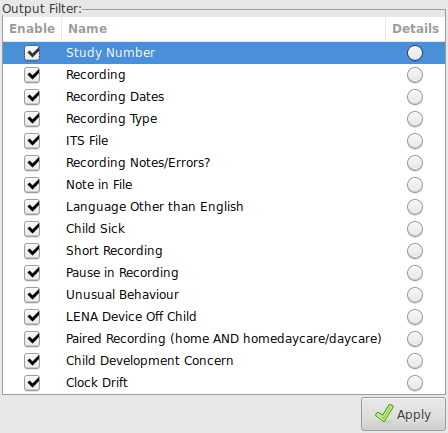 Output Filter:
Enable Name Details
Study Number
Recording
Recording Dates
Recording Type
ITS File
Recording Notes/Errors?
Note in File
Language Other than English
Child Sick
Short Recording
Pause in Recording
Unusual Behaviour
LENA Device Off Child
Paired Recording (home AND homedaycare/daycare)
Child Development Concern
Clock Drift
Apply